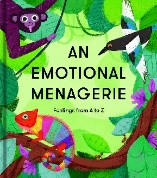 AN
EMOTIONAL
MENAGERIE
Feelings from A to Z